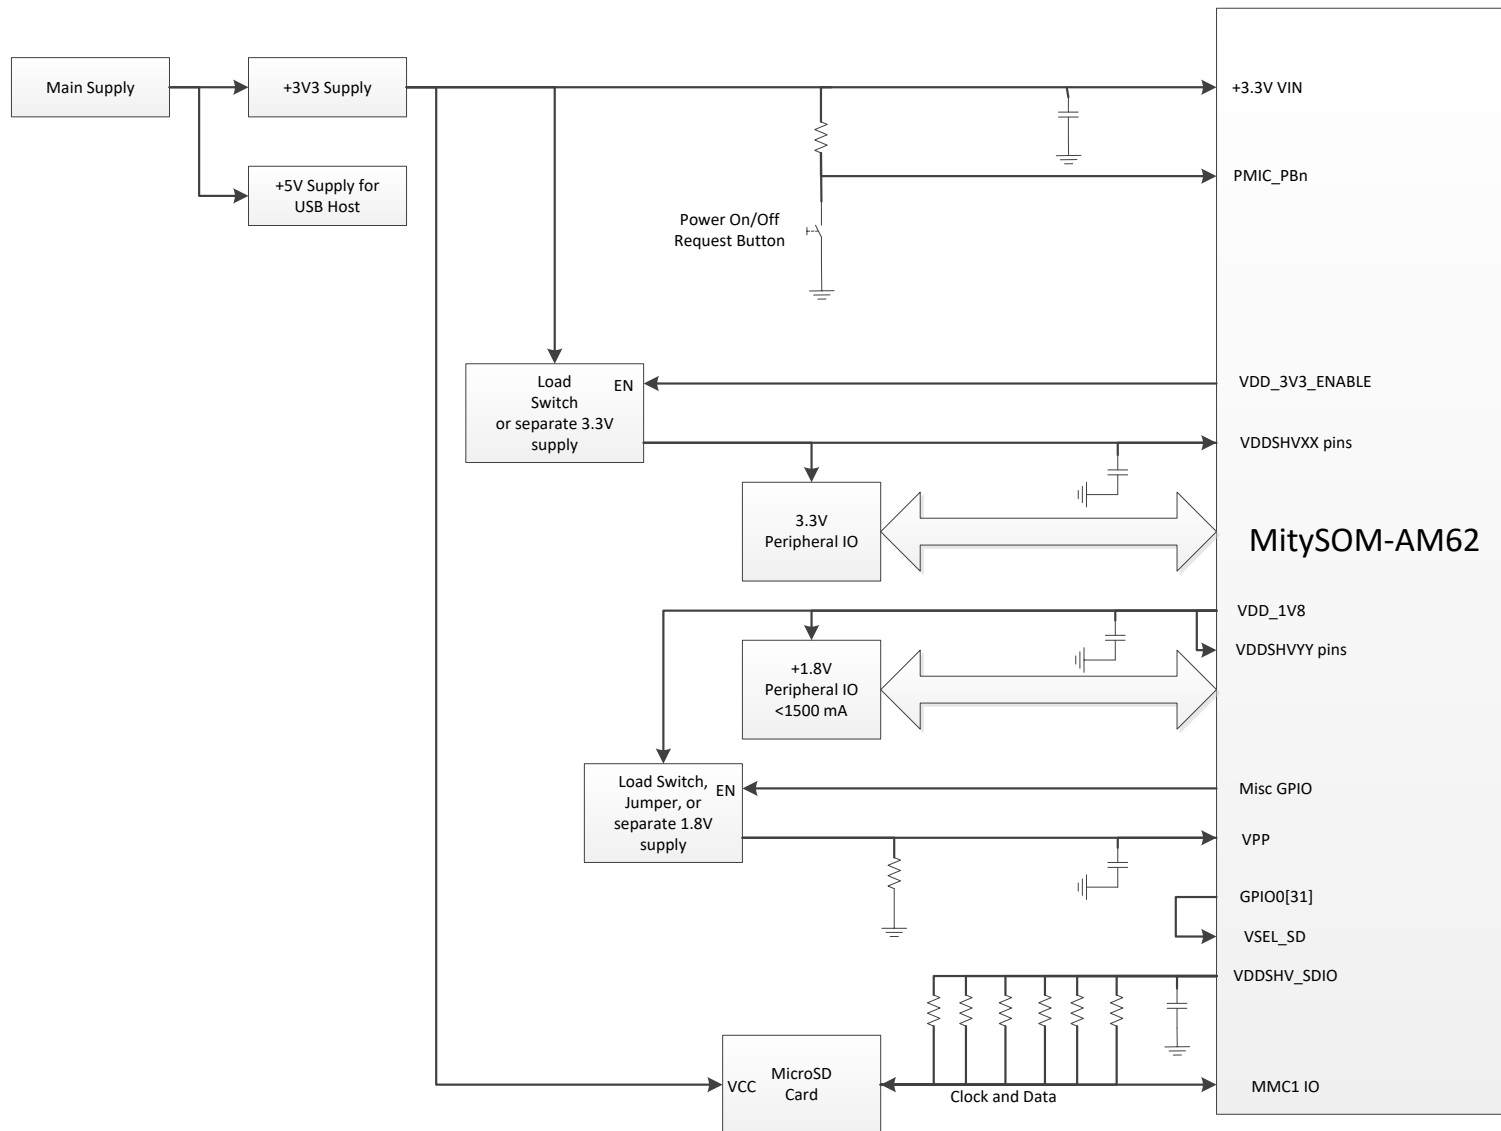 Main Supply
+3V3 Supply
+3.3V VIN
+5V Supply for
USB Host
PMIC_PBn
Power On/Off
Request Button
Load
Switch
or separate 3.3V
supply
EN
VDD_3V3_ENABLE
VDDSHVXX pins
3.3V
Peripheral IO
MitySOM-AM62
VDD_1V8
VDDSHVYY pins
+1.8V
Peripheral IO
<1500 mA
Load Switch,
Jumper, or
separate 1.8V
supply
EN
Misc GPIO
VPP
GPIO0[31]
VSEL_SD
VDDSHV_SDIO
VCC
MicroSD
Card
Clock and Data
MMC1 IO